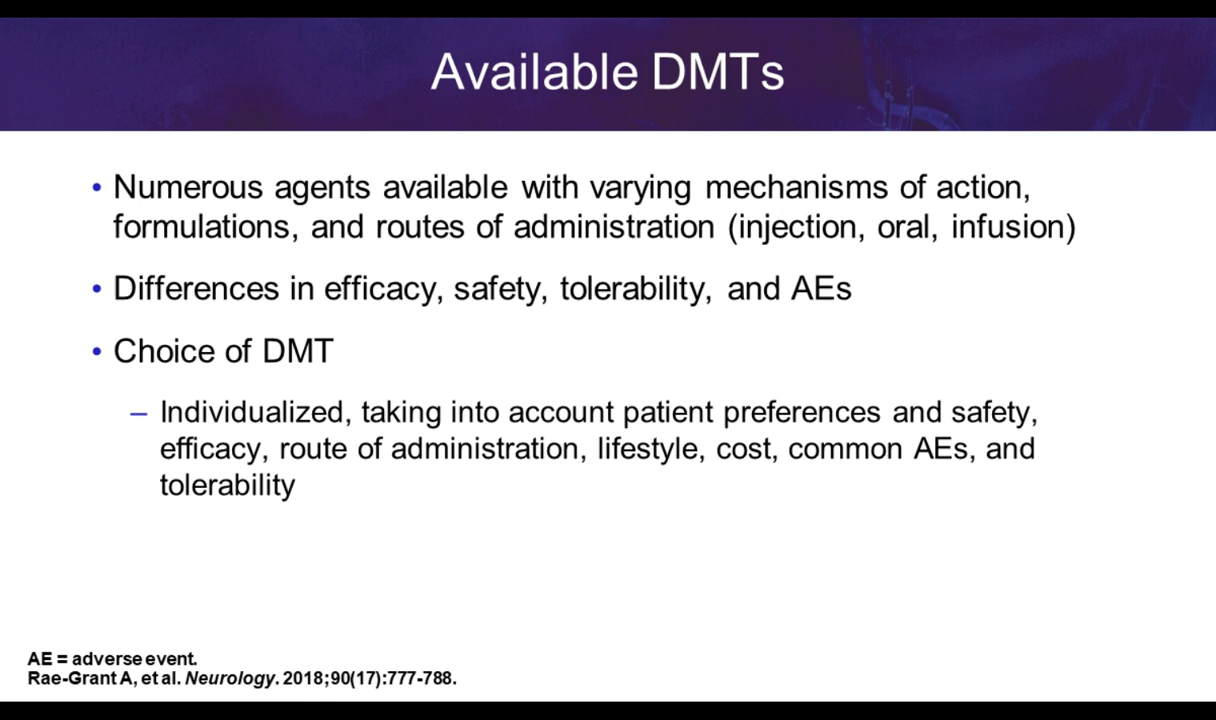 Available DMTs
• Numerous agents available with varying mechanisms of action,
formulations, and routes of administration (injection, oral, infusion)
• Differences in efficacy, safety, tolerability, and AEs
• Choice of DMT
– Individualized, taking into account patient preferences and safety,
efficacy, route of administration, lifestyle, cost, common AEs, and
tolerability
AE = adverse event.
Rae-Grant A, et al. Neurology. 2018;90(17):777-788.